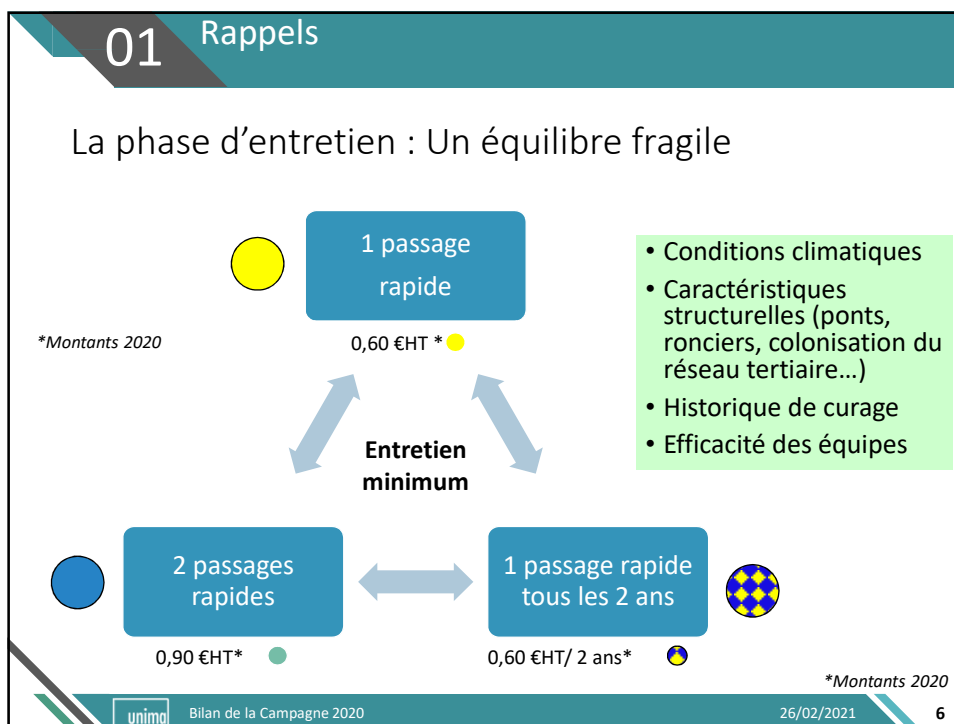 01
Rappels
La phase d'entretien : Un équilibre fragile
1 passage
rapide
*Montants 2020
0,60 €HT *
• Conditions climatiques
• Caractéristiques
structurelles (ponts,
ronciers, colonisation du
réseau tertiaire…)
• Historique de curage
• Efficacité des équipes
Entretien
minimum
2 passages
rapides
1 passage rapide
tous les 2 ans
0,90 €HT*
0,60 €HT/ 2 ans*
*Montants 2020
unima
Bilan de la Campagne 2020
26/02/2021
6